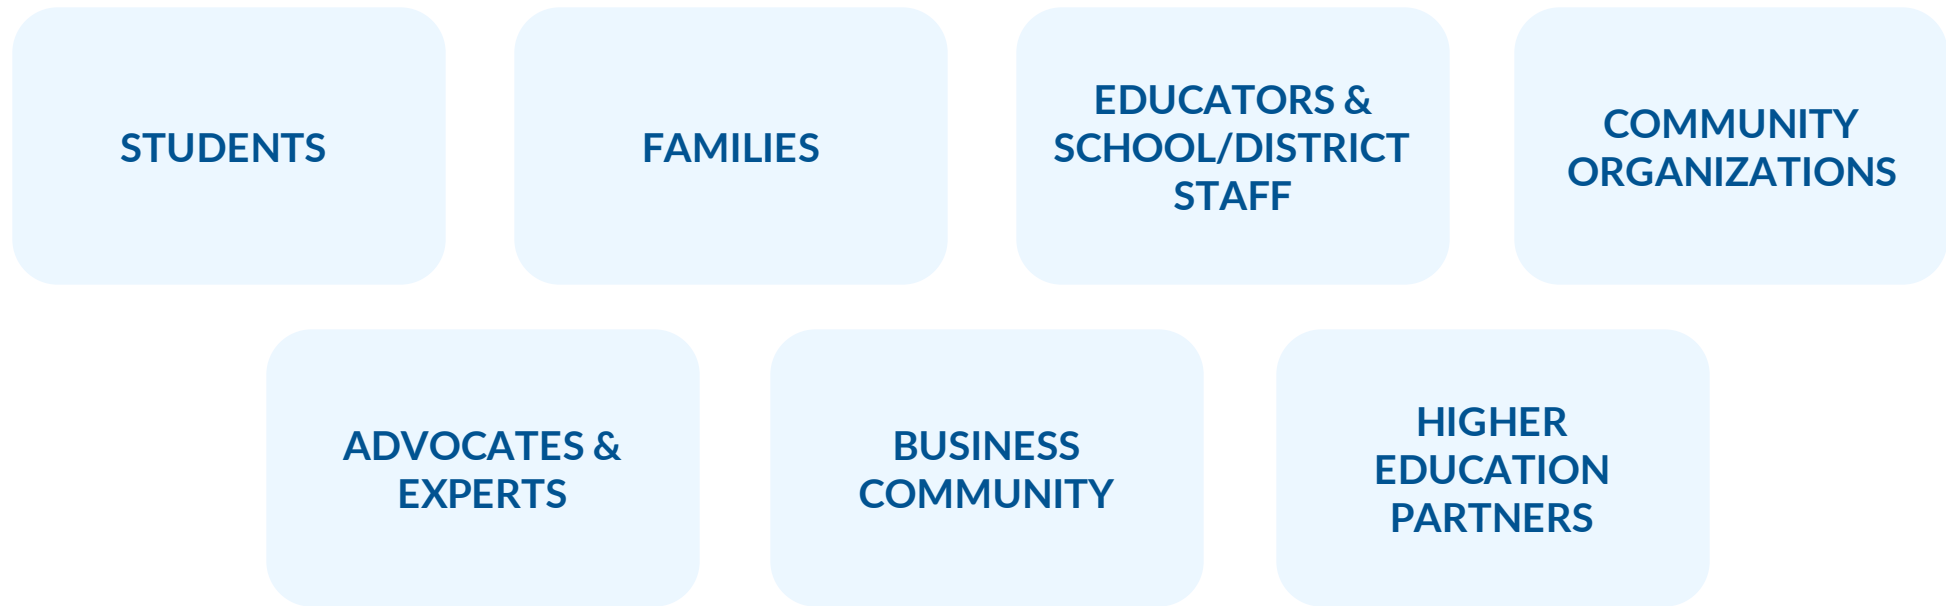 STUDENTS
FAMILIES
EDUCATORS &
SCHOOL/DISTRICT
STAFF
COMMUNITY
ORGANIZATIONS
ADVOCATES &
EXPERTS
BUSINESS
COMMUNITY
HIGHER
EDUCATION
PARTNERS